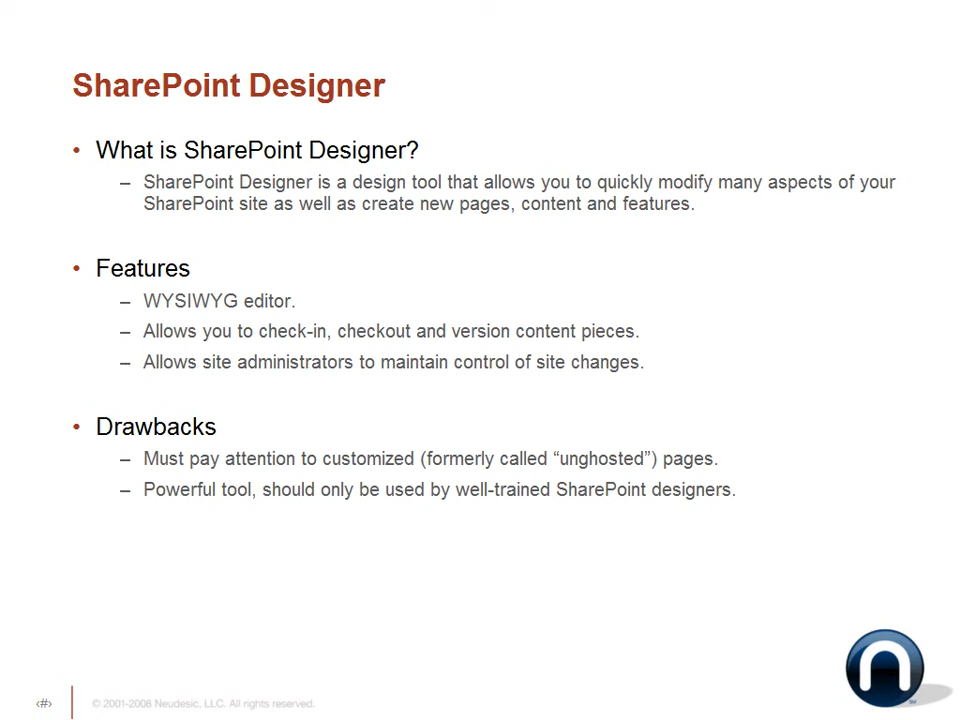 SharePoint Designer
• What is SharePoint Designer?
– SharePoint Designer is a design tool that allows you to quickly modify many aspects of your
SharePoint site as well as create new pages, content and features.
• Features
– WYSIWYG editor.
– Allows you to check-in, checkout and version content pieces.
– Allows site administrators to maintain control of site changes.
• Drawbacks
– Must pay attention to customized (formerly called “unghosted”) pages.
– Powerful tool, should only be used by well-trained SharePoint designers.
n
SM
‹#›
© 2001-2008 Neudesic, LLC. All rights reserved.